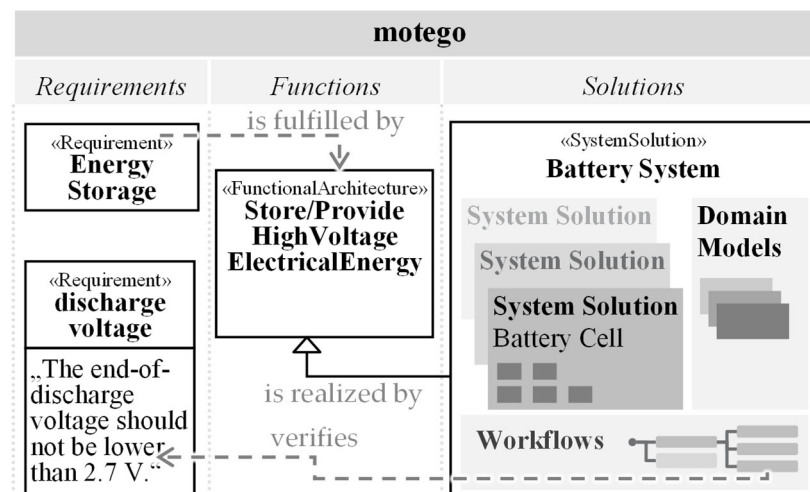 motego
Requirements
Functions
Solutions
«Requirement»
Energy
Storage
is fulfilled by
«FunctionalArchitecture»
Store/Provide
HighVoltage
ElectricalEnergy
«SystemSolution»
Battery System
System Solution
System Solution
System Solution
Battery Cell
Domain
Models
«Requirement»
discharge
voltage
„The end-of-
discharge
voltage should
not be lower
than 2.7 V.“
is realized by
verifies
Workflows